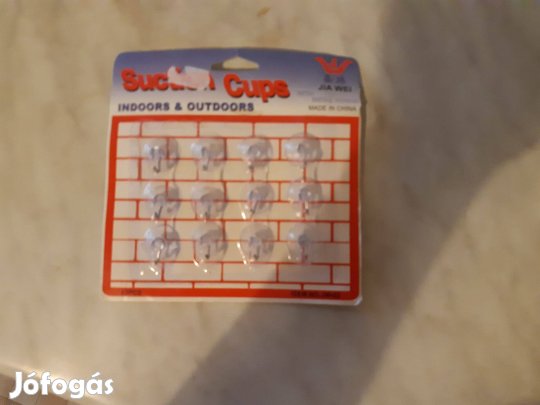 Suction Cups
INDOORS & OUTDOORS
JIA WEI
MADE IN CHINA
Jófogás